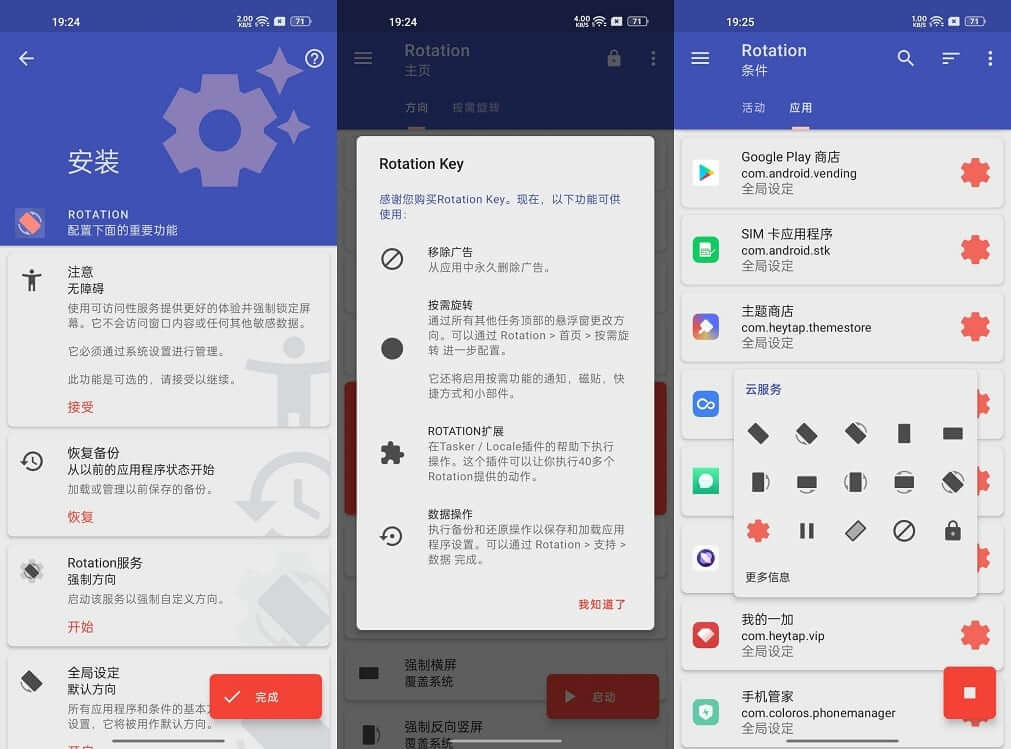 19:24
2.00
KB/S
71
安装
ROTATION
配置下面的重要功能
注意
无障碍
使用可访问性服务提供更好的体验并强制锁定屏
幕。它不会访问窗口内容或任何其他敏感数据。
它必须通过系统设置进行管理。
此功能是可选的，请接受以继续。
接受
恢复备份
从以前的应用程序状态开始
加载或管理以前保存的备份。
恢复
Rotation服务
强制方向
启动该服务以强制自定义方向。
开始
全局设定
默认方向
所有应用程序和条件的基本
设置，它将被用作默认方向。
完成
19:24
4.00
KB/S
71
Rotation
主页
方向
按需旋转
Rotation Key
感谢您购买Rotation Key。现在，以下功能可供
使用：
移除广告
从应用中永久删除广告。
按需旋转
通过所有其他任务顶部的悬浮窗更改方
向。可以通过 Rotation > 首页 > 按需旋
转 进一步配置。
它还将启用按需功能的通知，磁贴，快
捷方式和小部件。
ROTATION扩展
在Tasker / Locale插件的帮助下执行
操作。这个插件可以让你执行40多个
Rotation提供的动作。
数据操作
执行备份和还原操作以保存和加载应用
程序设置。可以通过 Rotation > 支持 >
数据 完成。
我知道了
强制横屏
覆盖系统
启动
强制反向竖屏
覆盖系统
19:25
1.00
KB/S
71
Rotation
条件
活动
应用
Google Play 商店
com.android.vending
全局设定
SIM 卡应用程序
com.android.stk
全局设定
主题商店
com.heytap.themestore
全局设定
云服务
更多信息
我的一加
com.heytap.vip
全局设定
手机管家
com.coloros.phonemanager
全局设定